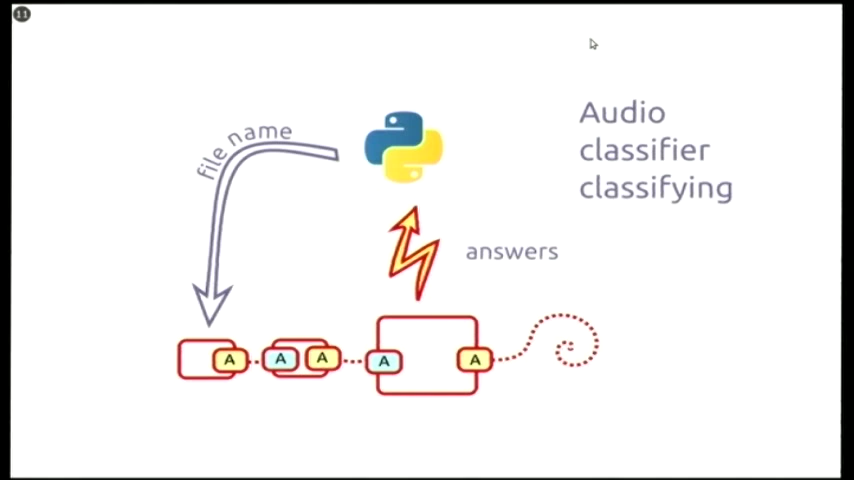 11
file name
Audio
classifier
classifying
answers
A
A
A
A
A